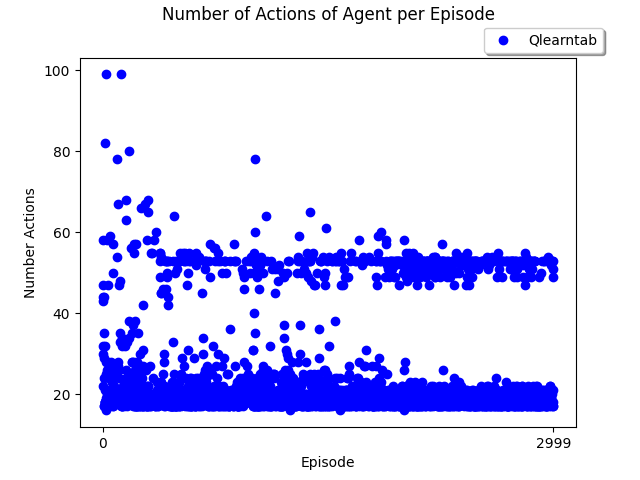 Number of Actions of Agent per Episode
Qlearntab
100
80
60
40
20
Number Actions
0
2999
Episode